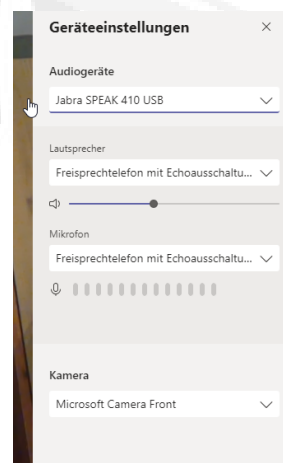 Geräteeinstellungen
Audiogeräte
Jabra SPEAK 410 USB
Lautsprecher
Freisprechtelefon mit Echoausschaltu...
Mikrofon
Freisprechtelefon mit Echoausschaltu...
Kamera
Microsoft Camera Front